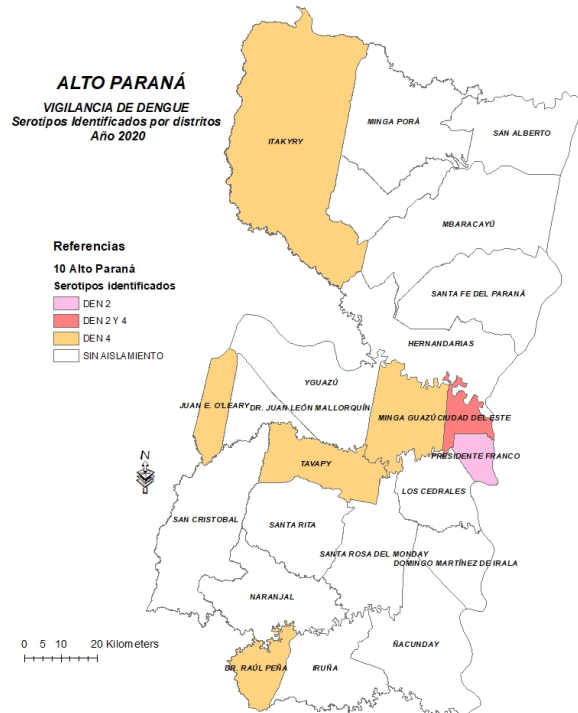 ALTO PARANÁ
VIGILANCIA DE DENGUE
Serotipos Identificados por distritos
Año 2020
ITAKYRY
MINGA PORÁ
SAN ALBERTO
MBARACAYÚ
Referencias
10 Alto Paraná
Serotipos identificados
DEN 2
DEN 2 Y 4
DEN 4
SIN AISLAMIENTO
SANTA FE DEL PARANÁ
HERNANDARIAS
YGUAZÚ
JUAN E. O'LEARY
DR. JUAN LEÓN MALLORQUÍN
MINGA GUAZÚ
CIUDAD DEL ESTE
PRESIDENTE FRANCO
TAVAPY
N
LOS CEDRALES
SAN CRISTOBAL
SANTA RITA
SANTA ROSA DEL MONDAY
DOMINGO MARTÍNEZ DE IRALA
NARANJAL
ÑACUNDAY
DR. RAÚL PEÑA
IRUÑA
0 5 10 20 Kilometers